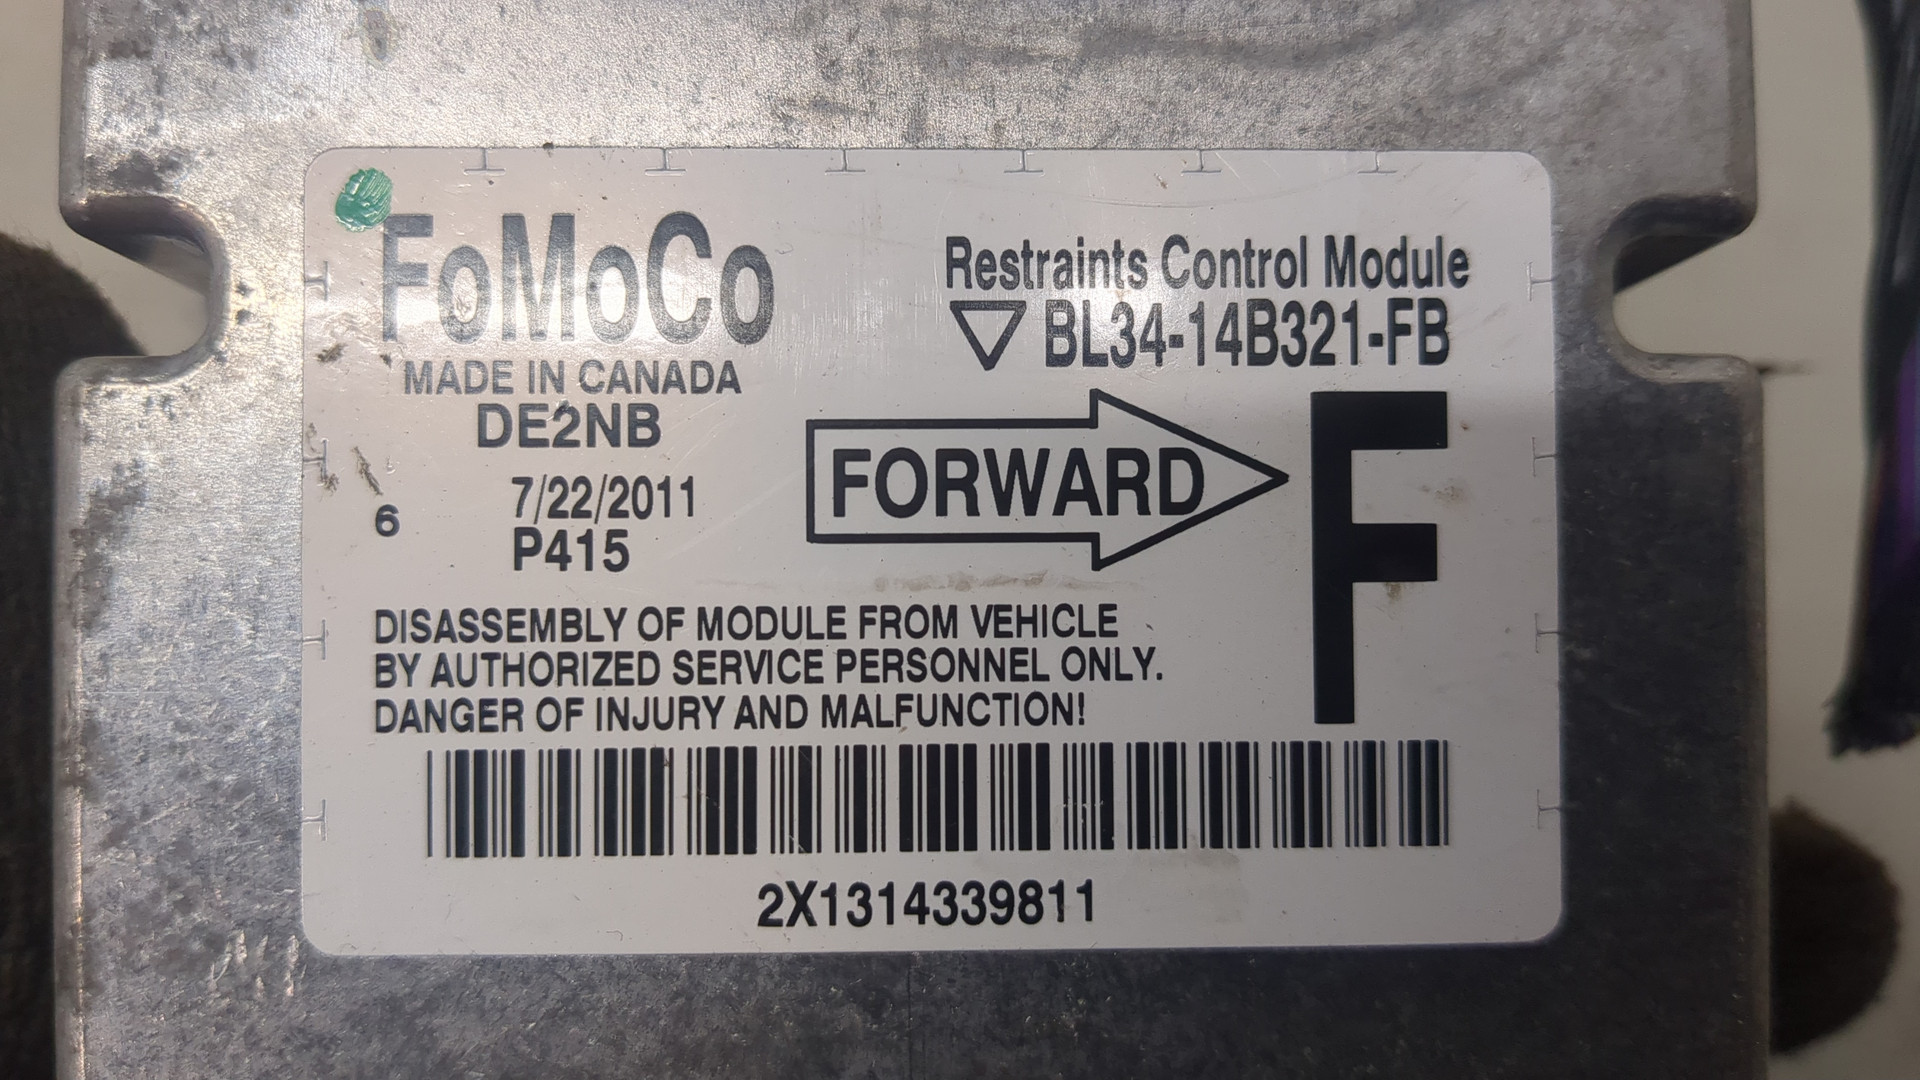 FoMoCo
MADE IN CANADA
DE2NB
6 7/22/2011
P415
Restraints Control Module
BL34-14B321-FB
FORWARD
F
DISASSEMBLY OF MODULE FROM VEHICLE
BY AUTHORIZED SERVICE PERSONNEL ONLY.
DANGER OF INJURY AND MALFUNCTION!
2X1314339811